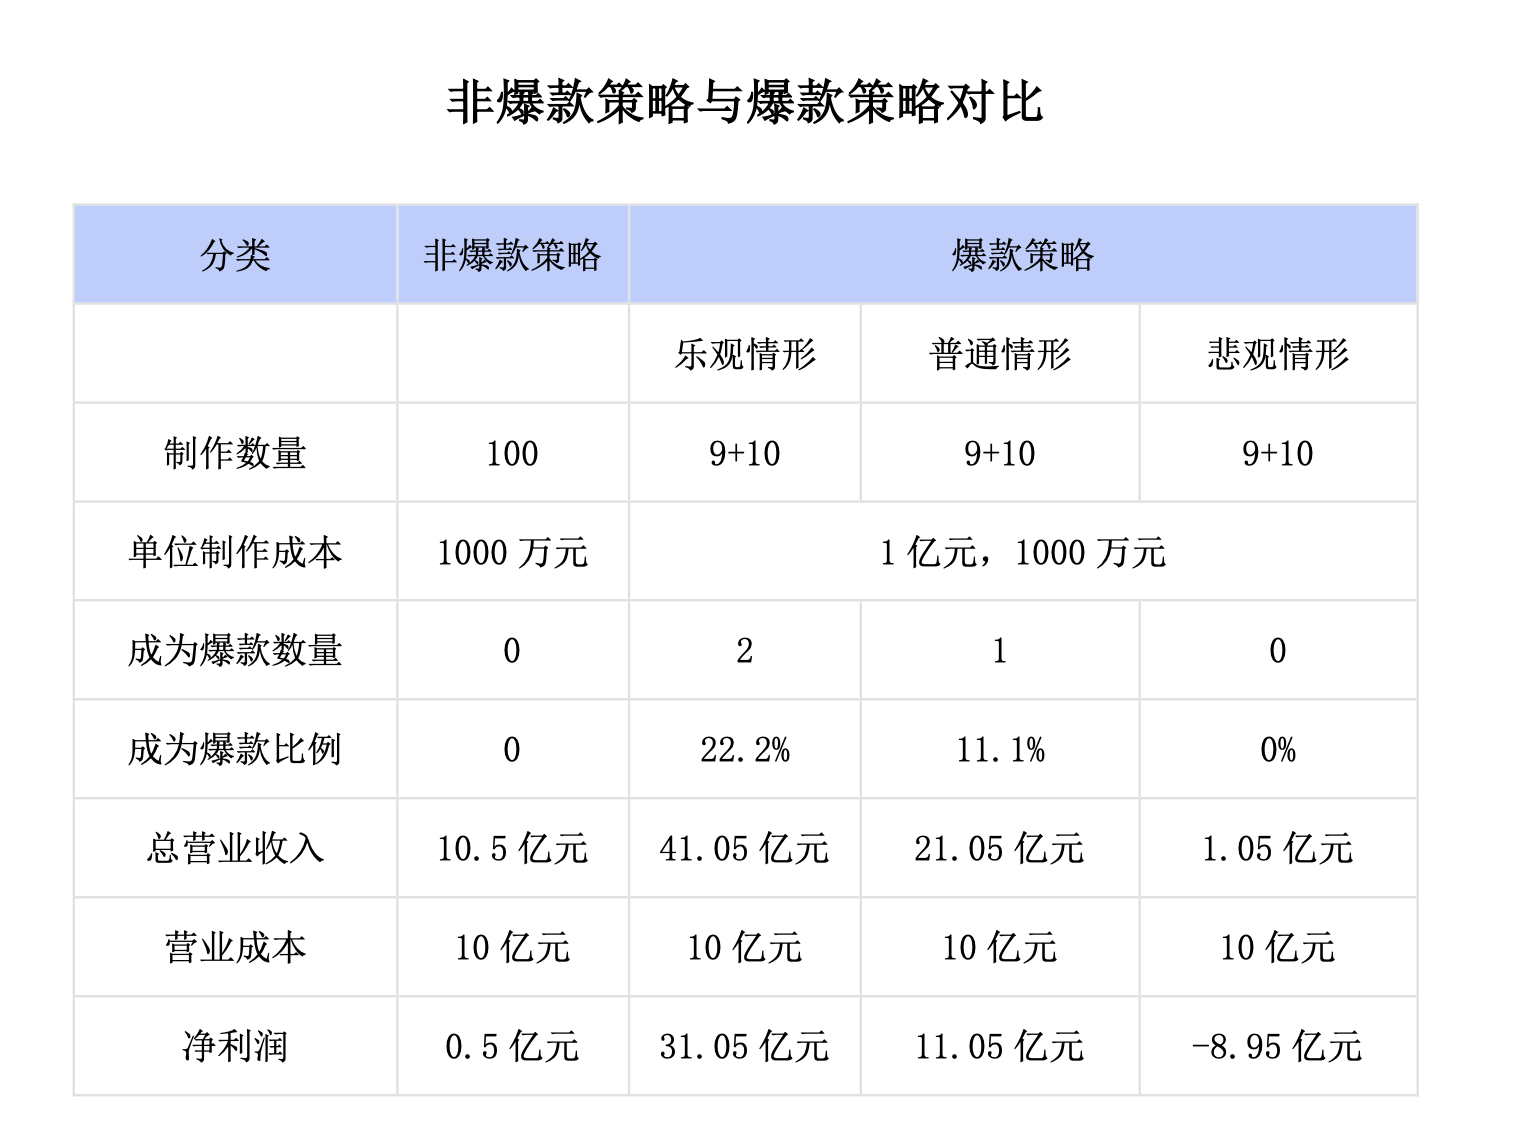 非爆款策略与爆款策略对比
分类 非爆款策略 爆款策略
乐观情形 普通情形 悲观情形
制作数量 100 9+10 9+10 9+10
单位制作成本 1000 万元 1 亿元，1000 万元
成为爆款数量 0 2 1 0
成为爆款比例 0 22.2% 11.1% 0%
总营业收入 10.5 亿元 41.05 亿元 21.05 亿元 1.05 亿元
营业成本 10 亿元 10 亿元 10 亿元 10 亿元
净利润 0.5 亿元 31.05 亿元 11.05 亿元 -8.95 亿元